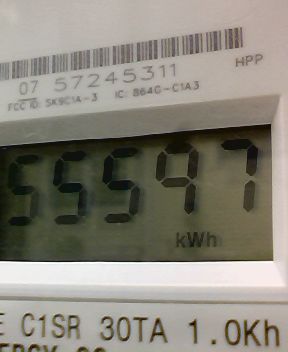 07 57245311
HPP
FCC ID: SK9C1A-3 IC: 864G-C1A3
55597
kWh
C1SR 30TA 1.0Kh